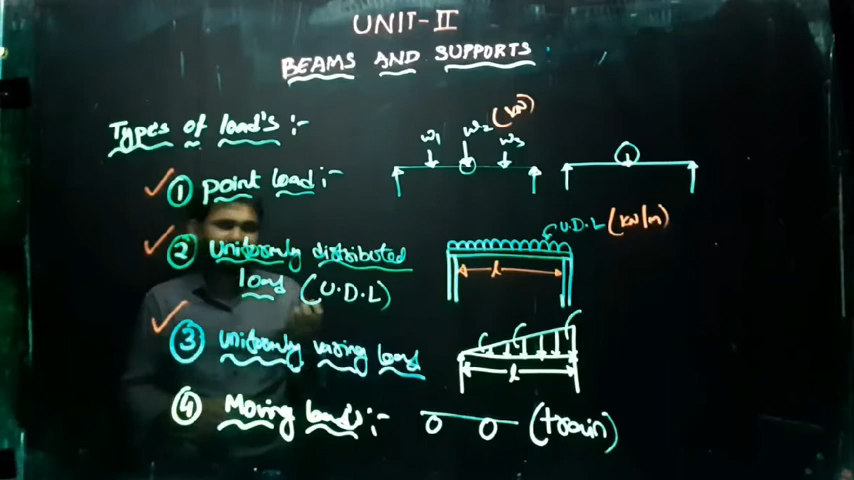 UNIT-II
BEAMS AND SUPPORTS
Types of load's :-
① point load :-
w1 w2 w3 (kN)
② uniformly distributed
load (U.D.L)
U.D.L (kN/m)
l
③ uniformly varing load
l
④ Moving load's :- (train)